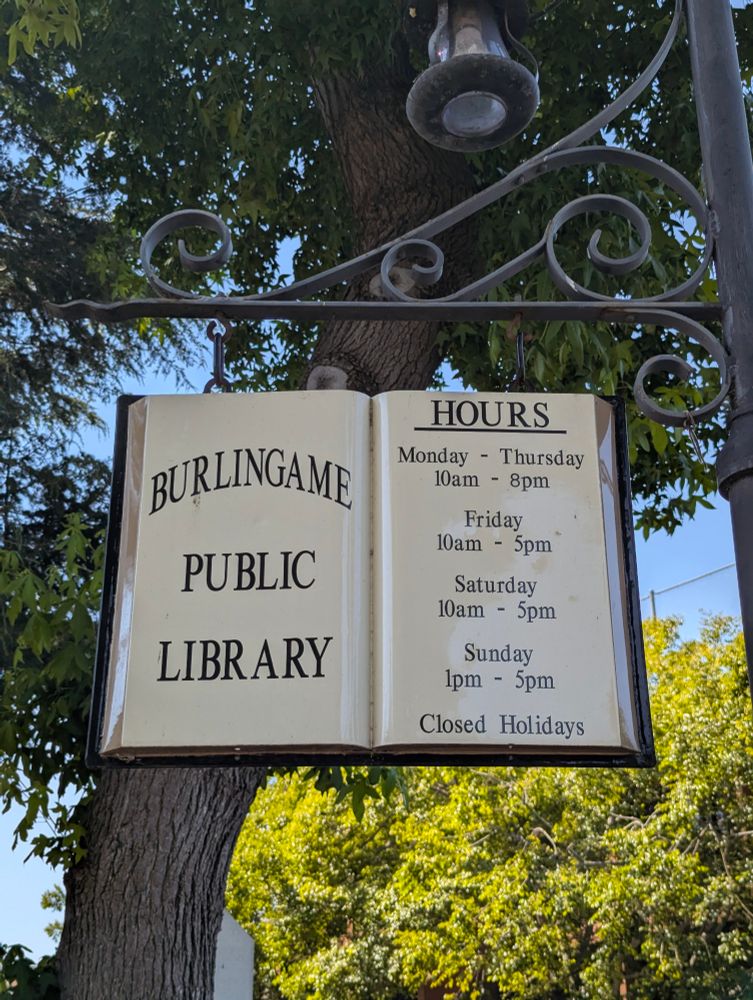 BURLINGAME
PUBLIC
LIBRARY
HOURS
Monday - Thursday
10am - 8pm
Friday
10am - 5pm
Saturday
10am - 5pm
Sunday
1pm - 5pm
Closed Holidays